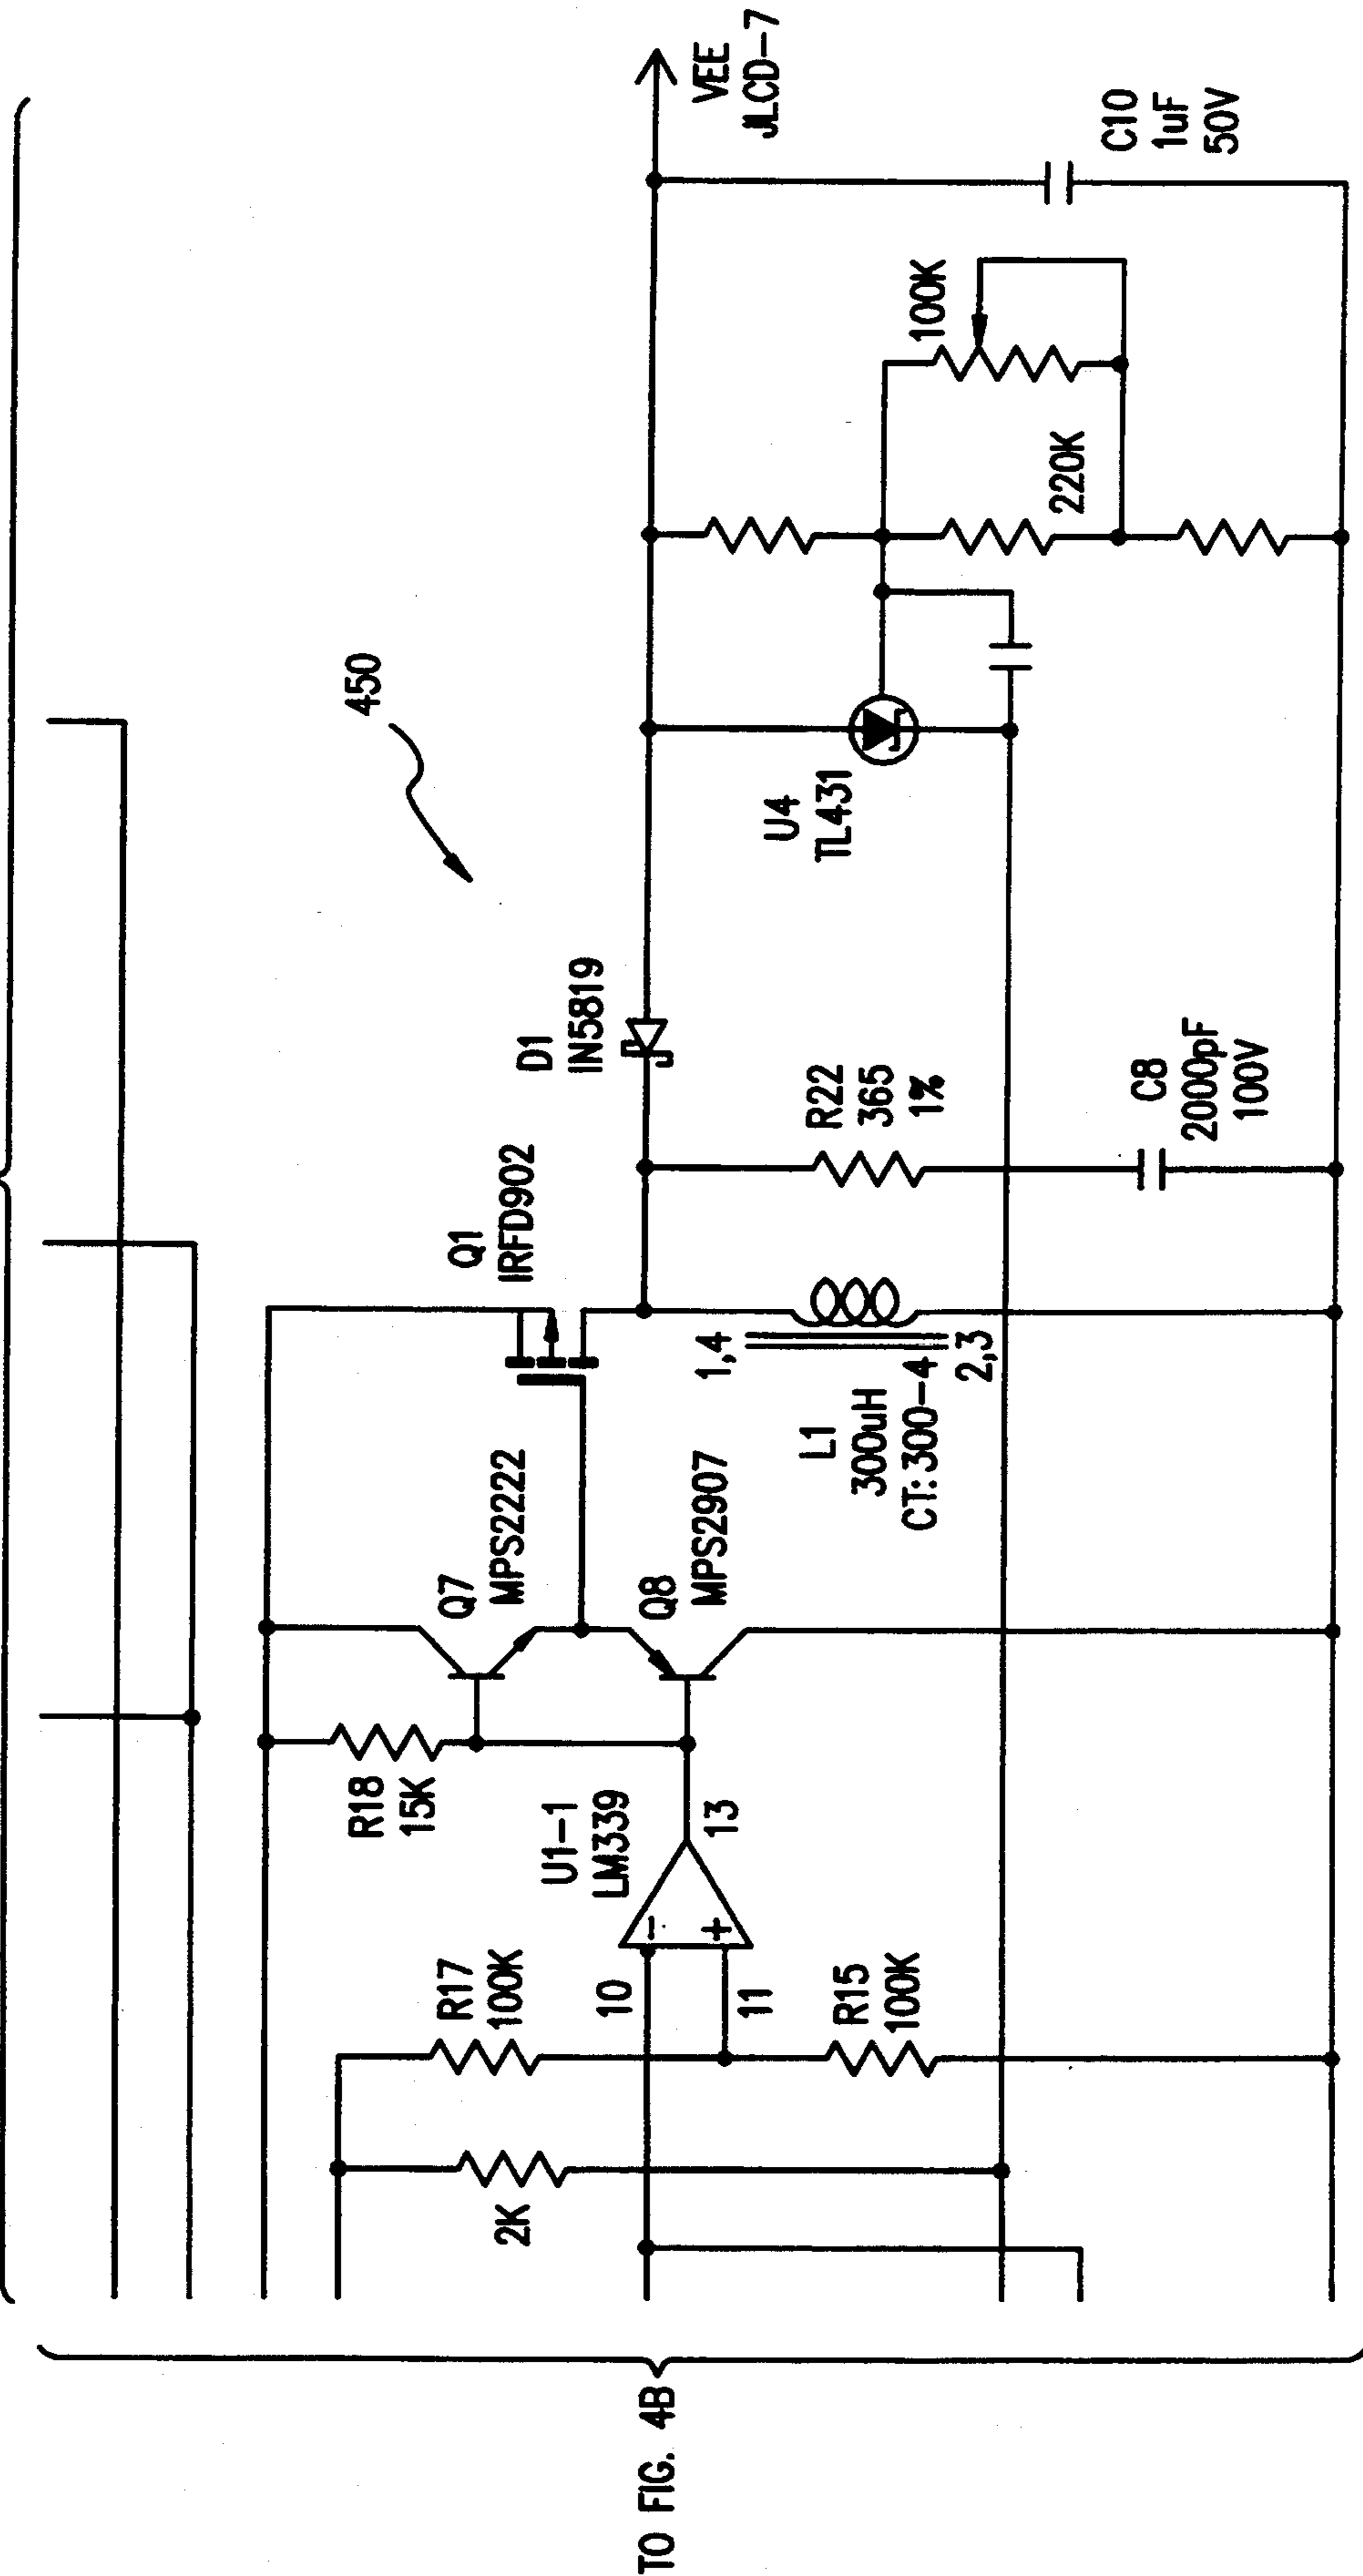 TO FIG. 4B
2K
R17
100K
10
11
R15
100K
U1-1
LM339
-
+
13
R18
15K
Q7
MPS2222
Q8
MPS2907
Q1
IRFD902
1,4
L1
300uH
CT: 300-4
2,3
R22
365
1%
C8
2000pF
100V
D1
IN5819
450
U4
TL431
220K
100K
C10
1uF
50V
VEE
JLCD-7